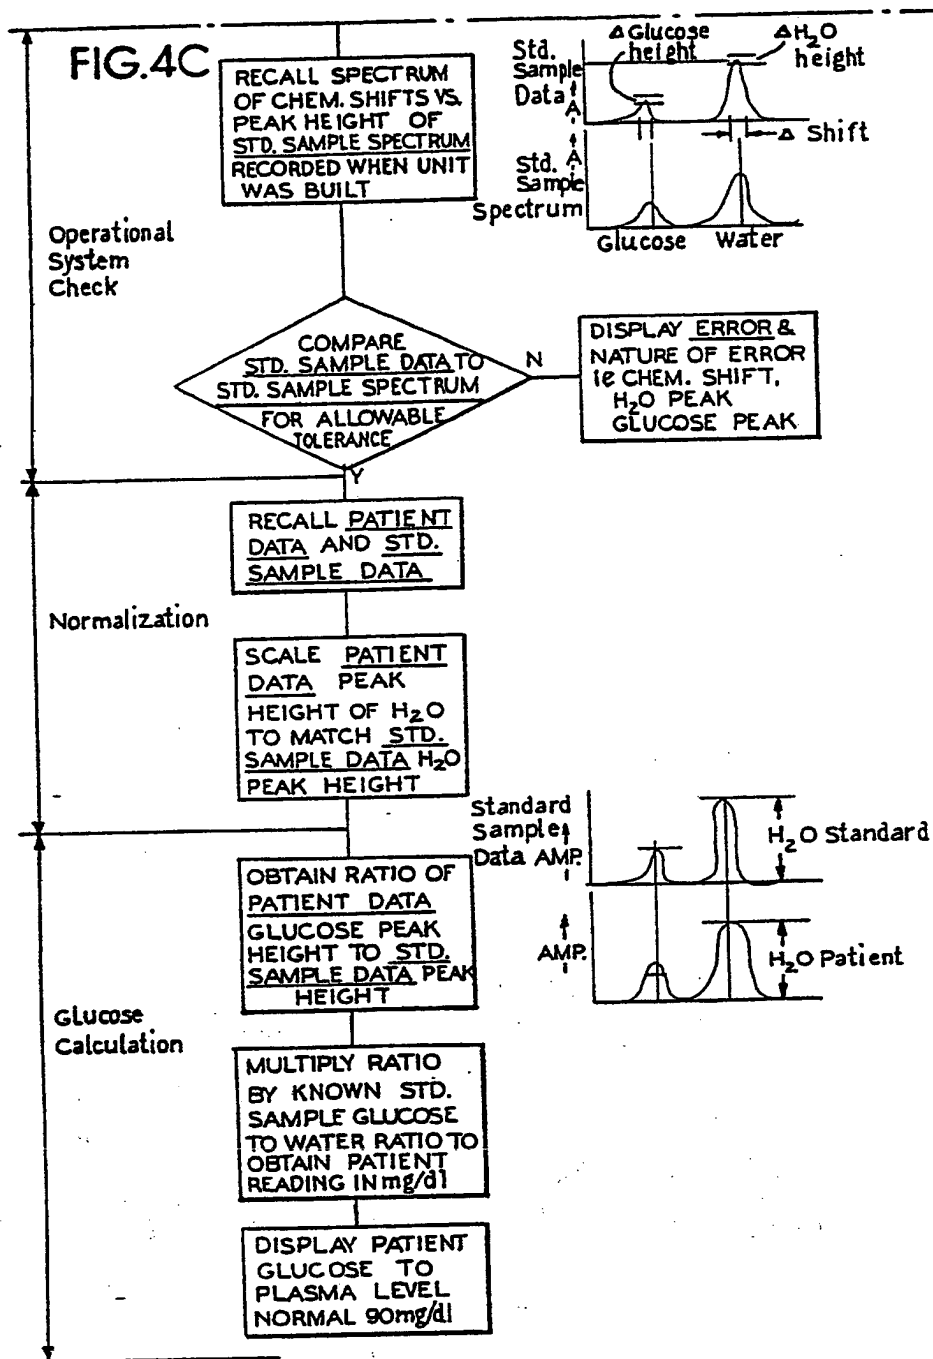 FIG.4C
RECALL SPECTRUM
OF CHEM. SHIFTS VS.
PEAK HEIGHT OF
STD. SAMPLE SPECTRUM
RECORDED WHEN UNIT
WAS BUILT
Δ Glucose
height
ΔH₂O
height
Std.
Sample
Data
A
Δ Shift
A
Std.
Sample
Spectrum
Glucose Water
Operational
System
Check
COMPARE
STD. SAMPLE DATA TO
STD. SAMPLE SPECTRUM
FOR ALLOWABLE
TOLERANCE
N
DISPLAY ERROR &
NATURE OF ERROR
ie CHEM. SHIFT,
H₂O PEAK
GLUCOSE PEAK
Y
Normalization
RECALL PATIENT
DATA AND STD.
SAMPLE DATA
SCALE PATIENT
DATA PEAK
HEIGHT OF H₂O
TO MATCH STD.
SAMPLE DATA H₂O
PEAK HEIGHT
Standard
Sample
Data AMP.
H₂O Standard
AMP.
H₂O Patient
Glucose
Calculation
OBTAIN RATIO OF
PATIENT DATA
GLUCOSE PEAK
HEIGHT TO STD.
SAMPLE DATA PEAK
HEIGHT
MULTIPLY RATIO
BY KNOWN STD.
SAMPLE GLUCOSE
TO WATER RATIO TO
OBTAIN PATIENT
READING IN mg/dl
DISPLAY PATIENT
GLUCOSE TO
PLASMA LEVEL
NORMAL 90mg/dl